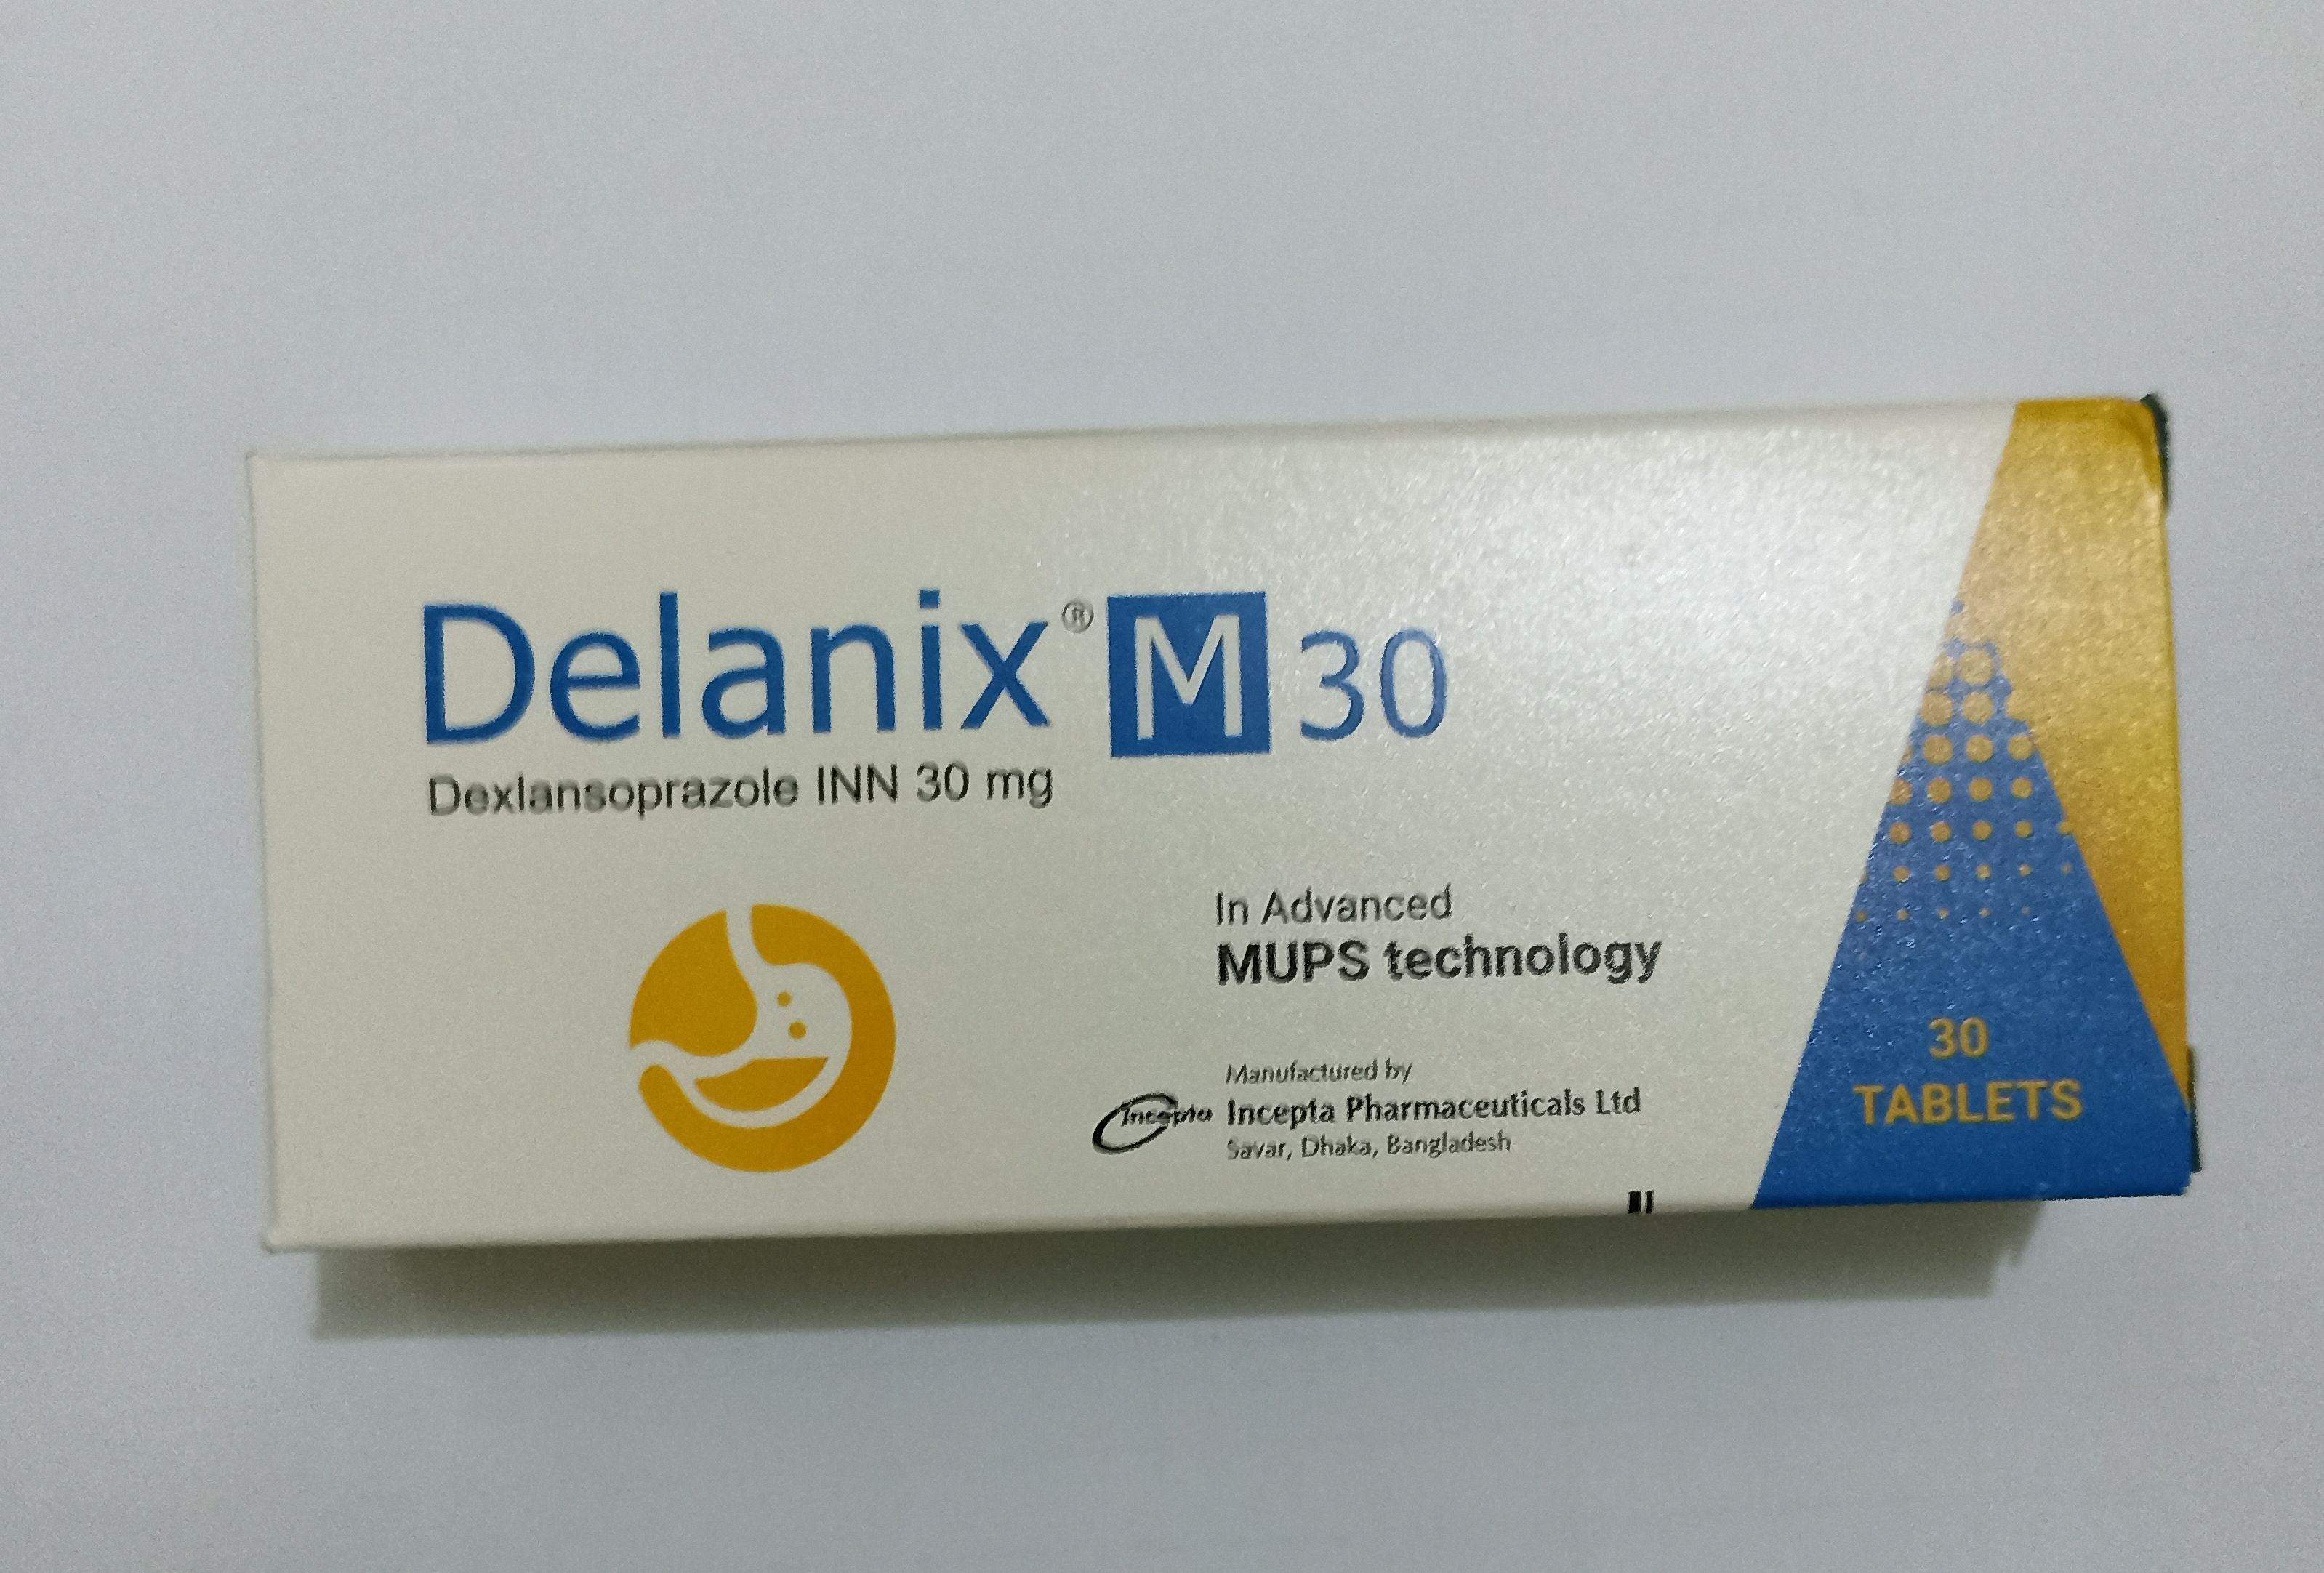 Delanix® M 30
Dexlansoprazole INN 30 mg
In Advanced
MUPS technology
Manufactured by
Incepta Incepta Pharmaceuticals Ltd
Savar, Dhaka, Bangladesh
30
TABLETS